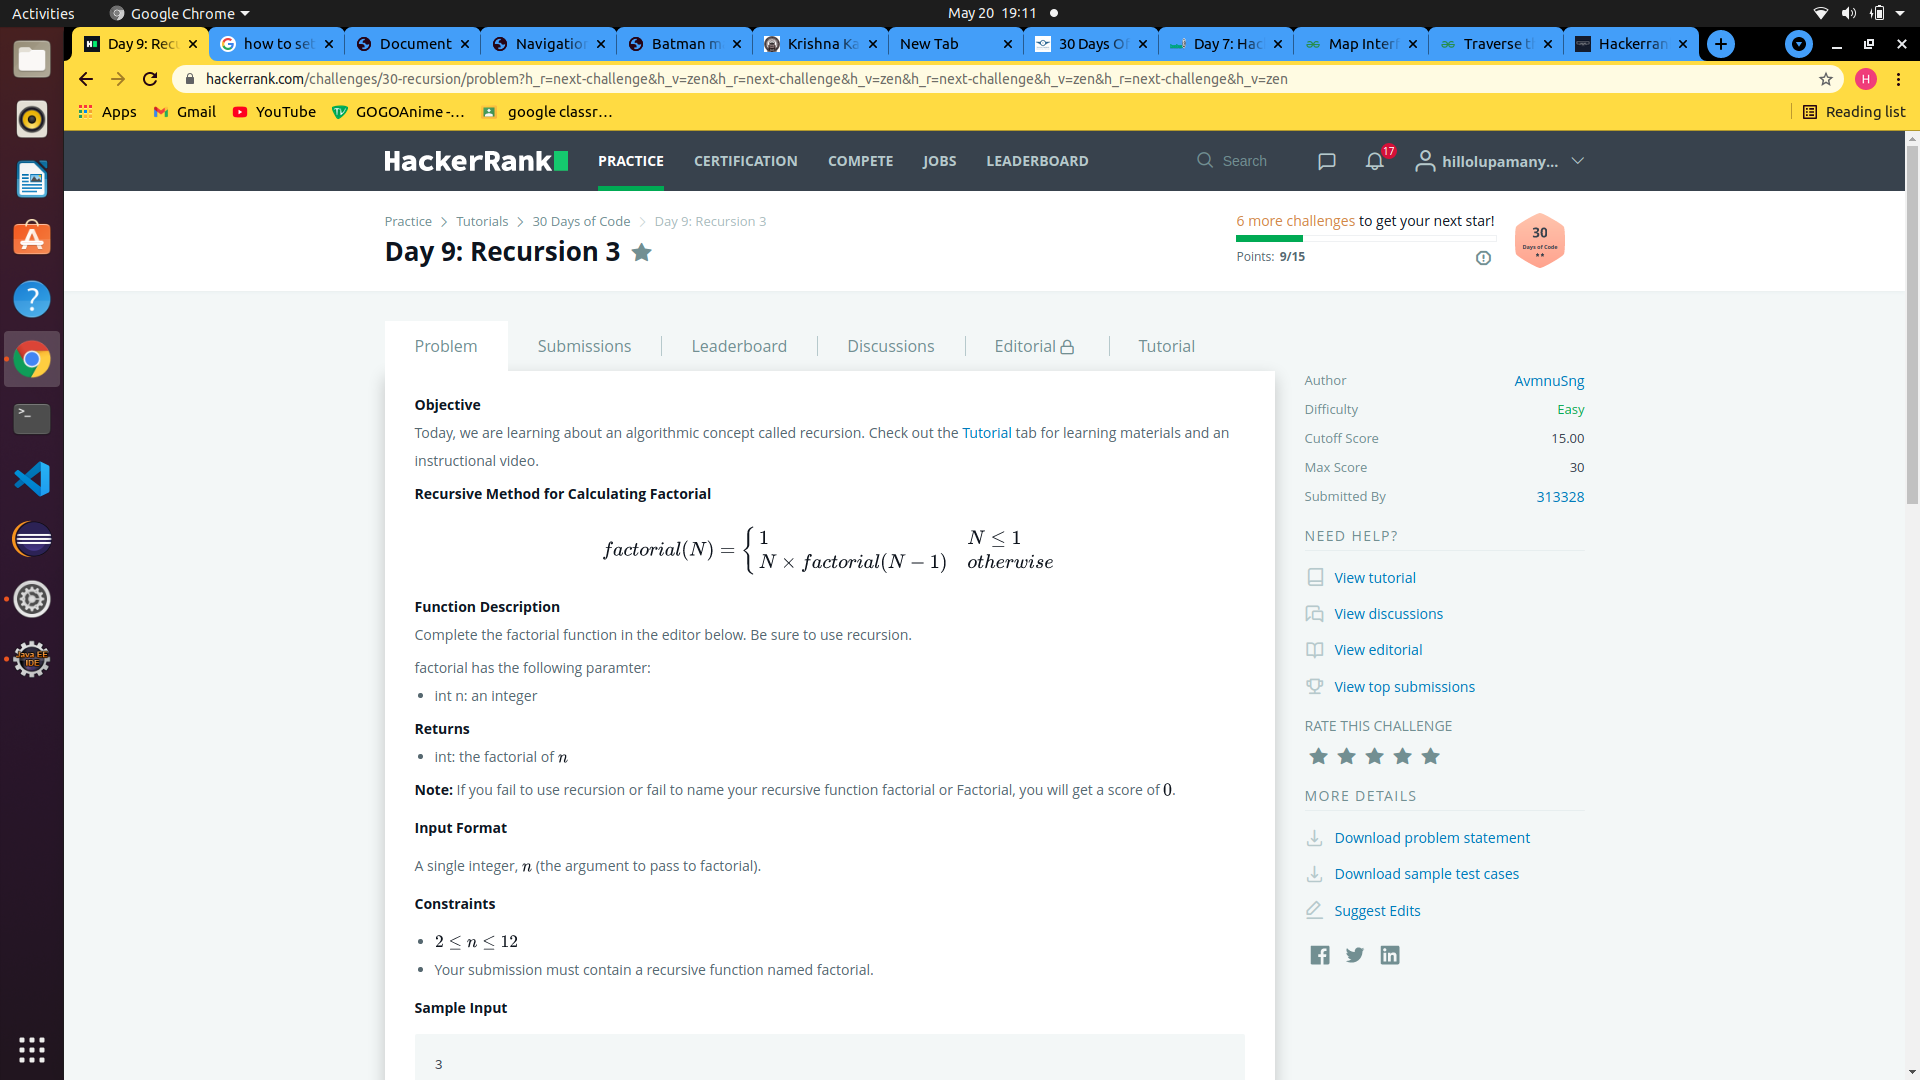 Activities
Google Chrome
May 20 19:11
Day 9: Rec
how to set
Document
Navigation
Batman m
Krishna Ka
New Tab
30 Days Of
Day 7: Hac
Map Interf
Traverse t
Hackerran
hackerrank.com/challenges/30-recursion/problem?h_r=next-challenge&h_v=zen&h_r=next-challenge&h_v=zen&h_r=next-challenge&h_v=zen&h_r=next-challenge&h_v=zen
H
Apps
Gmail
YouTube
GOGOAnime -...
google classr...
Reading list
HackerRank
PRACTICE
CERTIFICATION
COMPETE
JOBS
LEADERBOARD
Search
17
hillolupamany...
Practice > Tutorials > 30 Days of Code > Day 9: Recursion 3
Day 9: Recursion 3
6 more challenges to get your next star!
Points: 9/15
30
Days of Code
Problem
Submissions
Leaderboard
Discussions
Editorial
Tutorial
Objective
Today, we are learning about an algorithmic concept called recursion. Check out the Tutorial tab for learning materials and an
instructional video.
Recursive Method for Calculating Factorial
factorial(N) = { 1 N ≤ 1
N × factorial(N − 1) otherwise
Function Description
Complete the factorial function in the editor below. Be sure to use recursion.
factorial has the following paramter:
• int n: an integer
Returns
• int: the factorial of n
Note: If you fail to use recursion or fail to name your recursive function factorial or Factorial, you will get a score of 0.
Input Format
A single integer, n (the argument to pass to factorial).
Constraints
• 2 ≤ n ≤ 12
• Your submission must contain a recursive function named factorial.
Sample Input
3
Author AvmnuSng
Difficulty Easy
Cutoff Score 15.00
Max Score 30
Submitted By 313328
NEED HELP?
View tutorial
View discussions
View editorial
View top submissions
RATE THIS CHALLENGE
MORE DETAILS
Download problem statement
Download sample test cases
Suggest Edits
Java EE
IDE